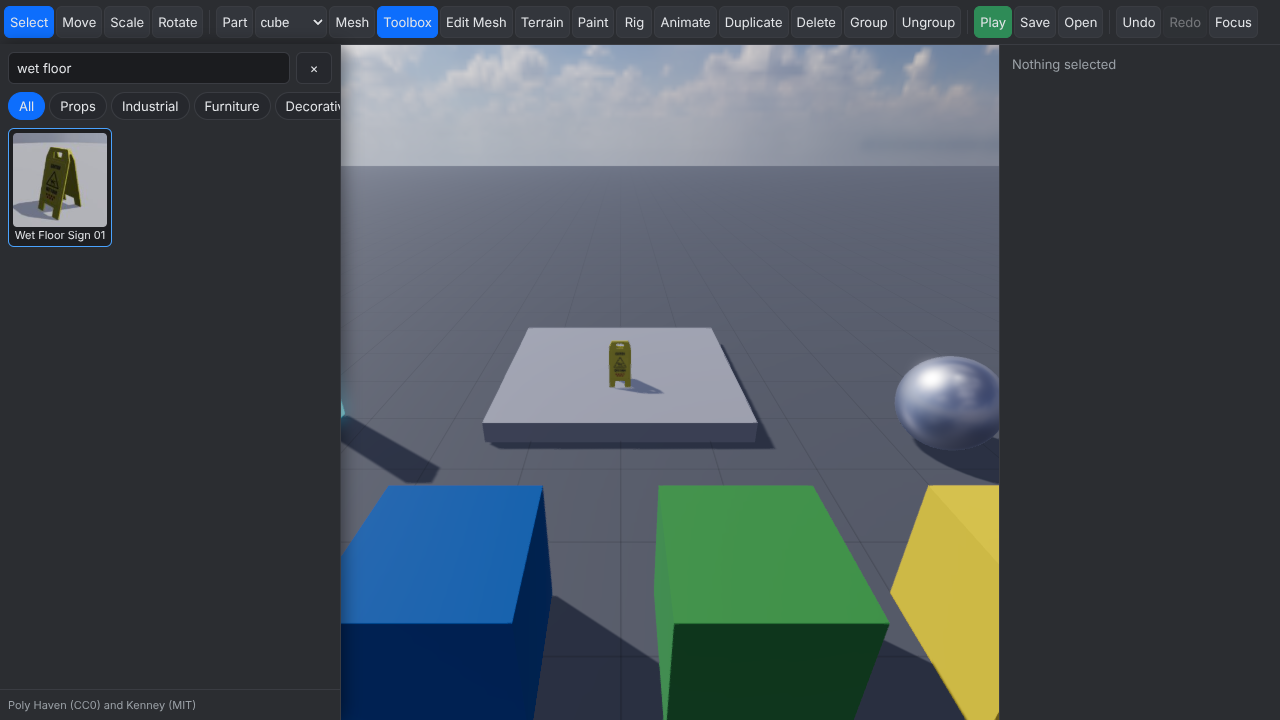 Select Move Scale Rotate Part cube Mesh Toolbox Edit Mesh Terrain Paint Rig Animate Duplicate Delete Group Ungroup Play Save Open Undo Redo Focus
wet floor ×
Nothing selected
All Props Industrial Furniture Decorativ
Wet Floor Sign 01
Poly Haven (CC0) and Kenney (MIT)